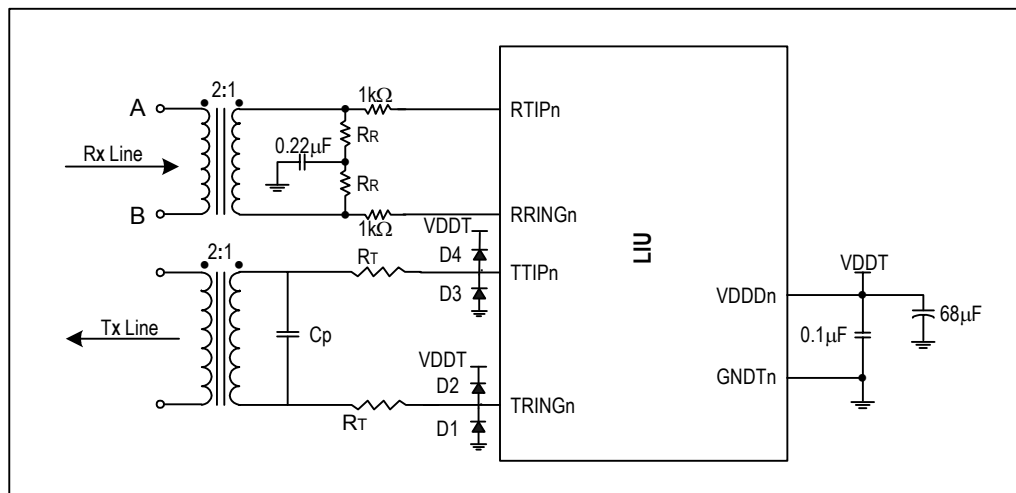 2:1
1kΩ
A
RTIPn
RR
0.22µF
Rx Line
RR
B
RRINGn
1kΩ
VDDT
D4
2:1
RT
TTIPn
D3
LIU
VDDT
VDDDn
68µF
Tx Line
Cp
0.1µF
VDDT
GNDTn
D2
TRINGn
RT
D1